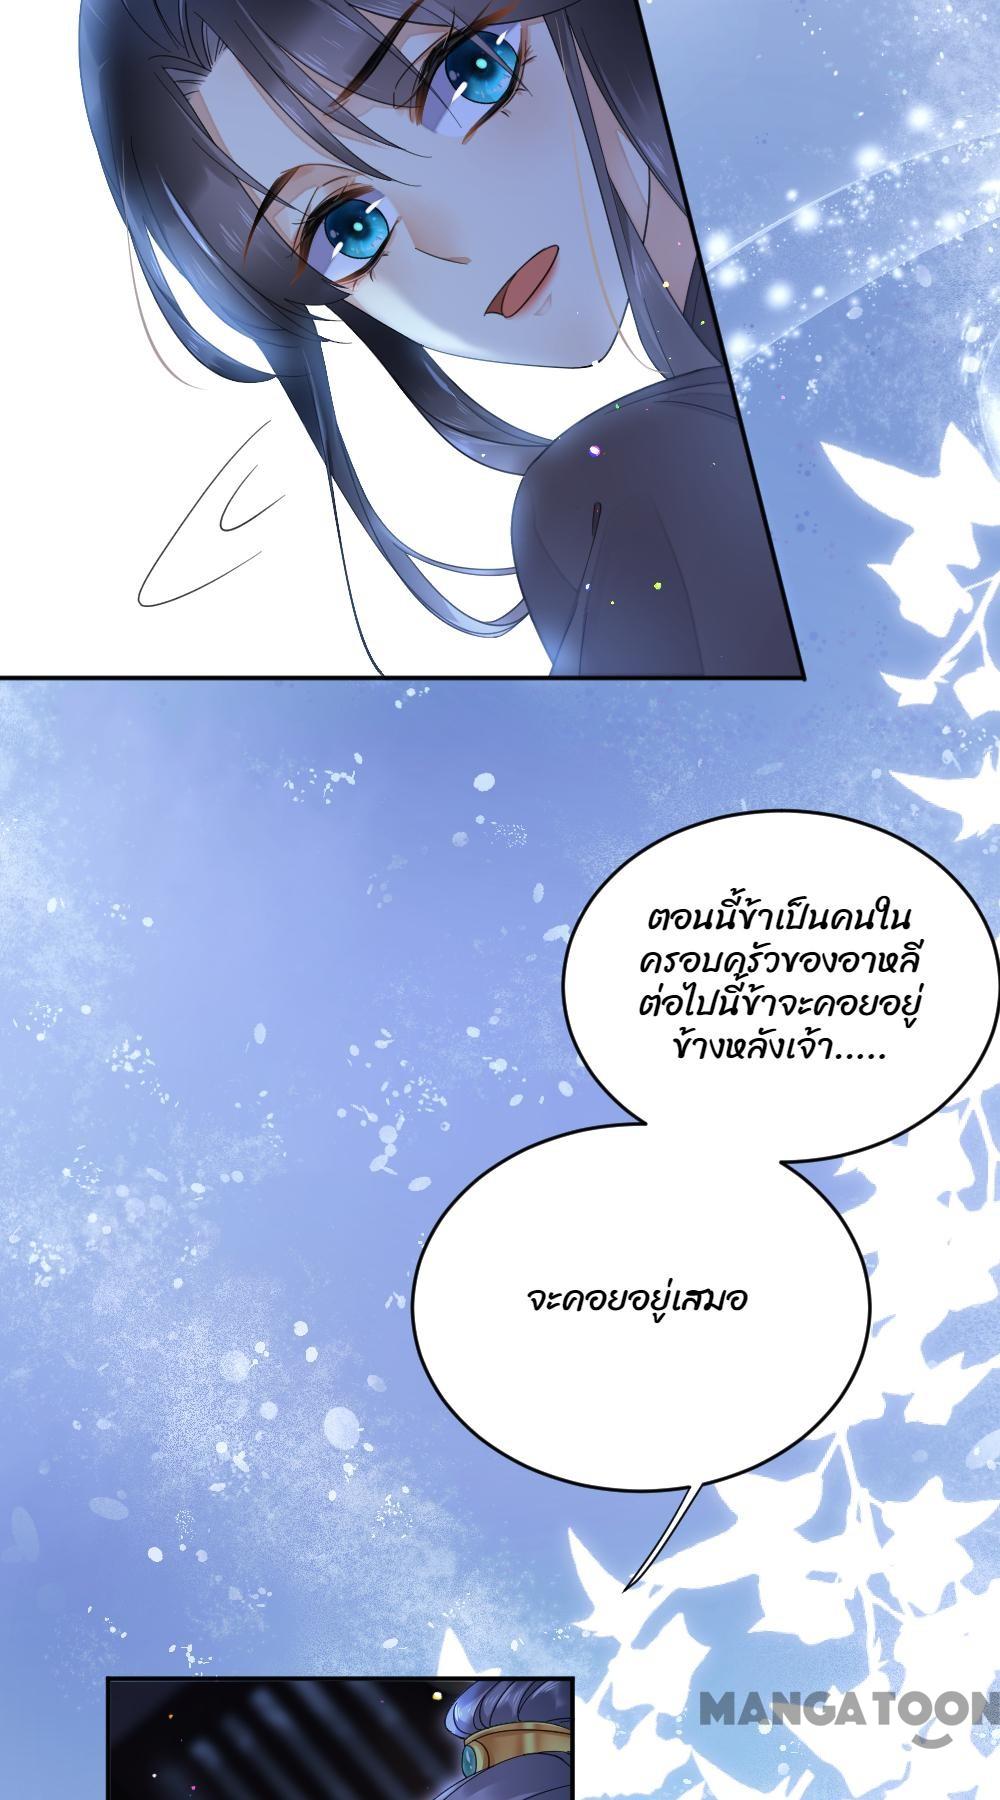 ตอนนี้ข้าเป็นคนใน
ครอบครัวของอาหลี
ต่อไปนี้ข้าจะคอยอยู่
ข้างหลังเจ้า.....
จะคอยอยู่เสมอ
MANGATOON